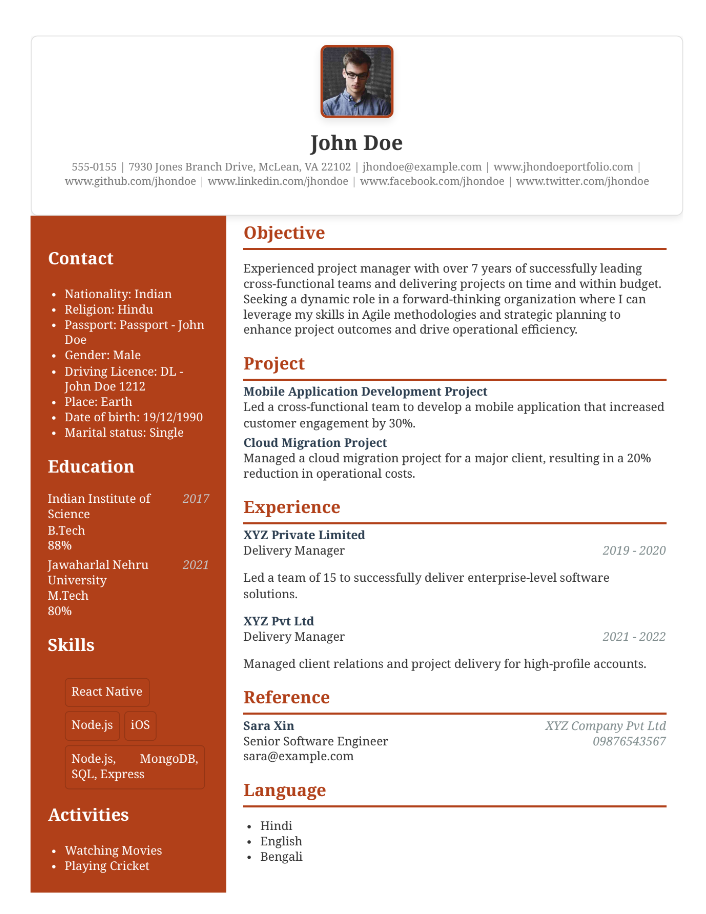 John Doe
555-0155 | 7930 Jones Branch Drive, McLean, VA 22102 | jhondoe@example.com | www.jhondoeportfolio.com |
www.github.com/jhondoe | www.linkedin.com/jhondoe | www.facebook.com/jhondoe | www.twitter.com/jhondoe
Contact
• Nationality: Indian
• Religion: Hindu
• Passport: Passport - John
Doe
• Gender: Male
• Driving Licence: DL -
John Doe 1212
• Place: Earth
• Date of birth: 19/12/1990
• Marital status: Single
Education
Indian Institute of 2017
Science
B.Tech
88%
Jawaharlal Nehru 2021
University
M.Tech
80%
Skills
React Native
Node.js iOS
Node.js, MongoDB,
SQL, Express
Activities
• Watching Movies
• Playing Cricket
Objective
Experienced project manager with over 7 years of successfully leading
cross-functional teams and delivering projects on time and within budget.
Seeking a dynamic role in a forward-thinking organization where I can
leverage my skills in Agile methodologies and strategic planning to
enhance project outcomes and drive operational efficiency.
Project
Mobile Application Development Project
Led a cross-functional team to develop a mobile application that increased
customer engagement by 30%.
Cloud Migration Project
Managed a cloud migration project for a major client, resulting in a 20%
reduction in operational costs.
Experience
XYZ Private Limited
Delivery Manager 2019 - 2020
Led a team of 15 to successfully deliver enterprise-level software
solutions.
XYZ Pvt Ltd
Delivery Manager 2021 - 2022
Managed client relations and project delivery for high-profile accounts.
Reference
Sara Xin XYZ Company Pvt Ltd
Senior Software Engineer 09876543567
sara@example.com
Language
• Hindi
• English
• Bengali